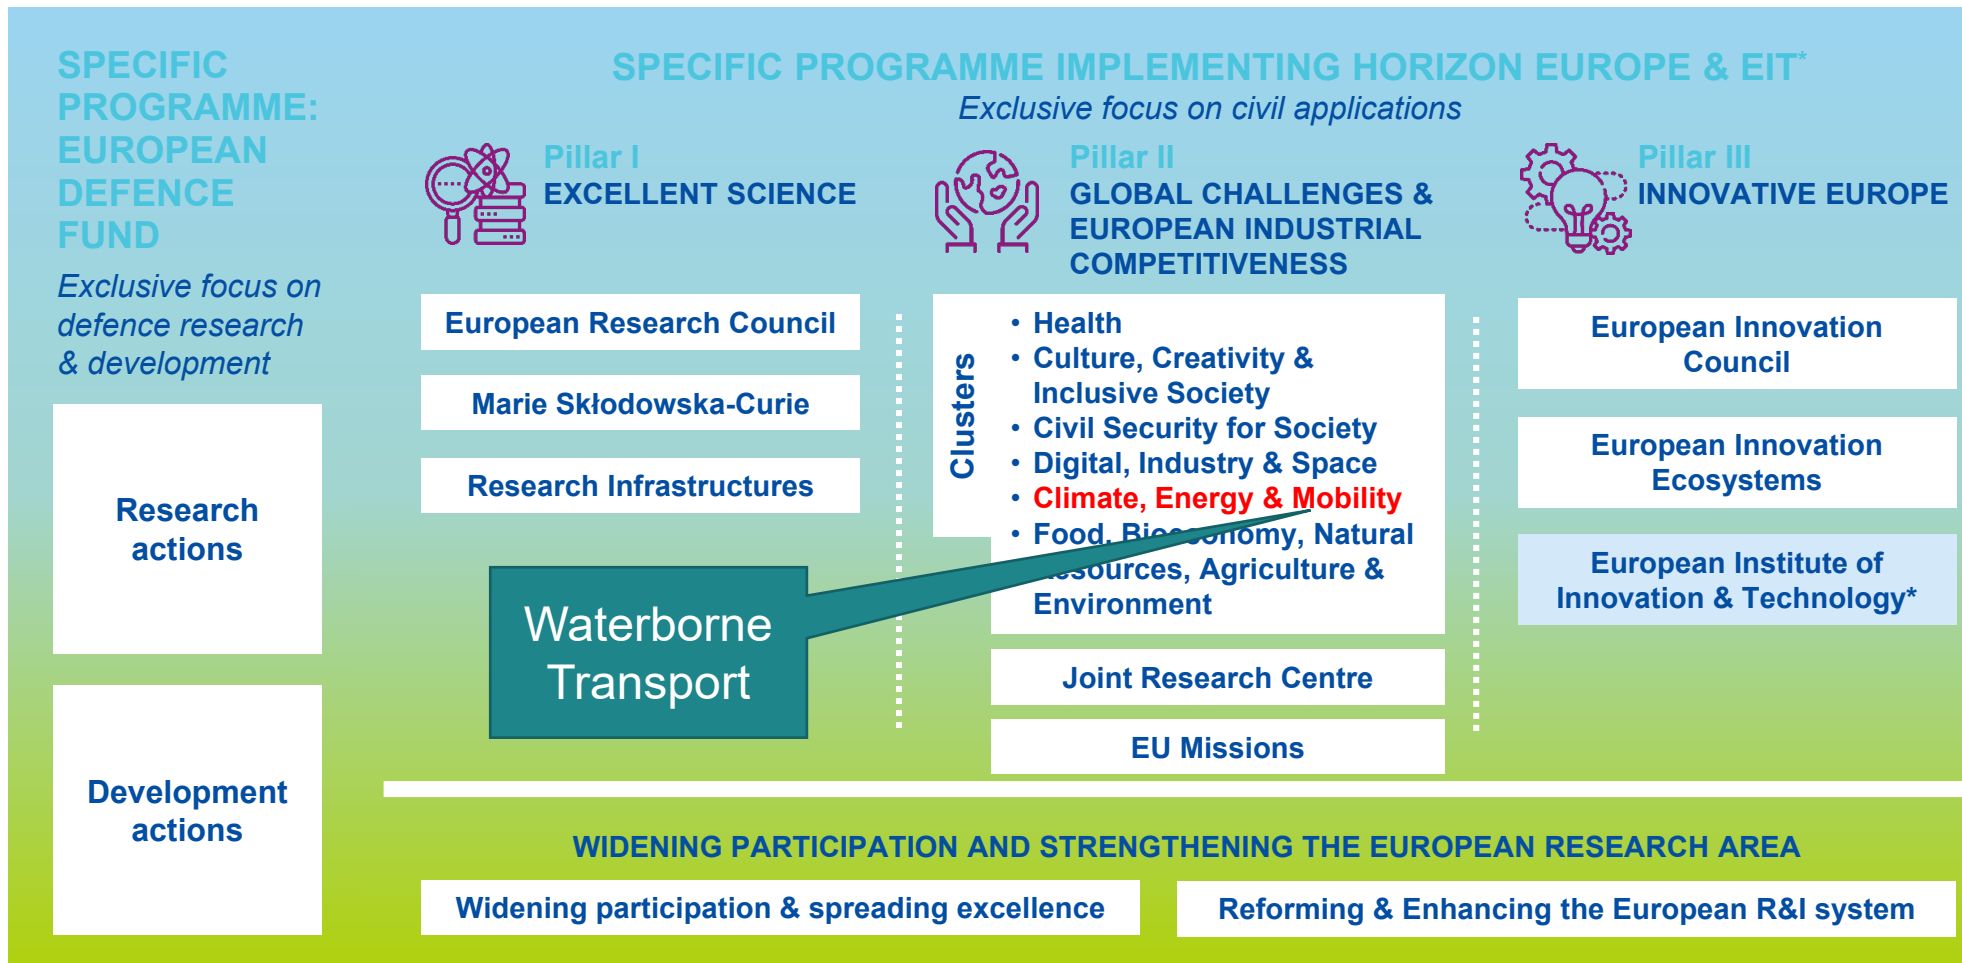 SPECIFIC
PROGRAMME:
EUROPEAN
DEFENCE
FUND
Exclusive focus on
defence research
& development
Research
actions
Development
actions
SPECIFIC PROGRAMME IMPLEMENTING HORIZON EUROPE & EIT*
Exclusive focus on civil applications
Pillar I
EXCELLENT SCIENCE
European Research Council
Marie Skłodowska-Curie
Research Infrastructures
Pillar II
GLOBAL CHALLENGES &
EUROPEAN INDUSTRIAL
COMPETITIVENESS
Clusters
• Health
• Culture, Creativity &
Inclusive Society
• Civil Security for Society
• Digital, Industry & Space
• Climate, Energy & Mobility
• Food, Bioeconomy, Natural
Resources, Agriculture &
Environment
Joint Research Centre
EU Missions
Waterborne
Transport
Pillar III
INNOVATIVE EUROPE
European Innovation
Council
European Innovation
Ecosystems
European Institute of
Innovation & Technology*
WIDENING PARTICIPATION AND STRENGTHENING THE EUROPEAN RESEARCH AREA
Widening participation & spreading excellence
Reforming & Enhancing the European R&I system